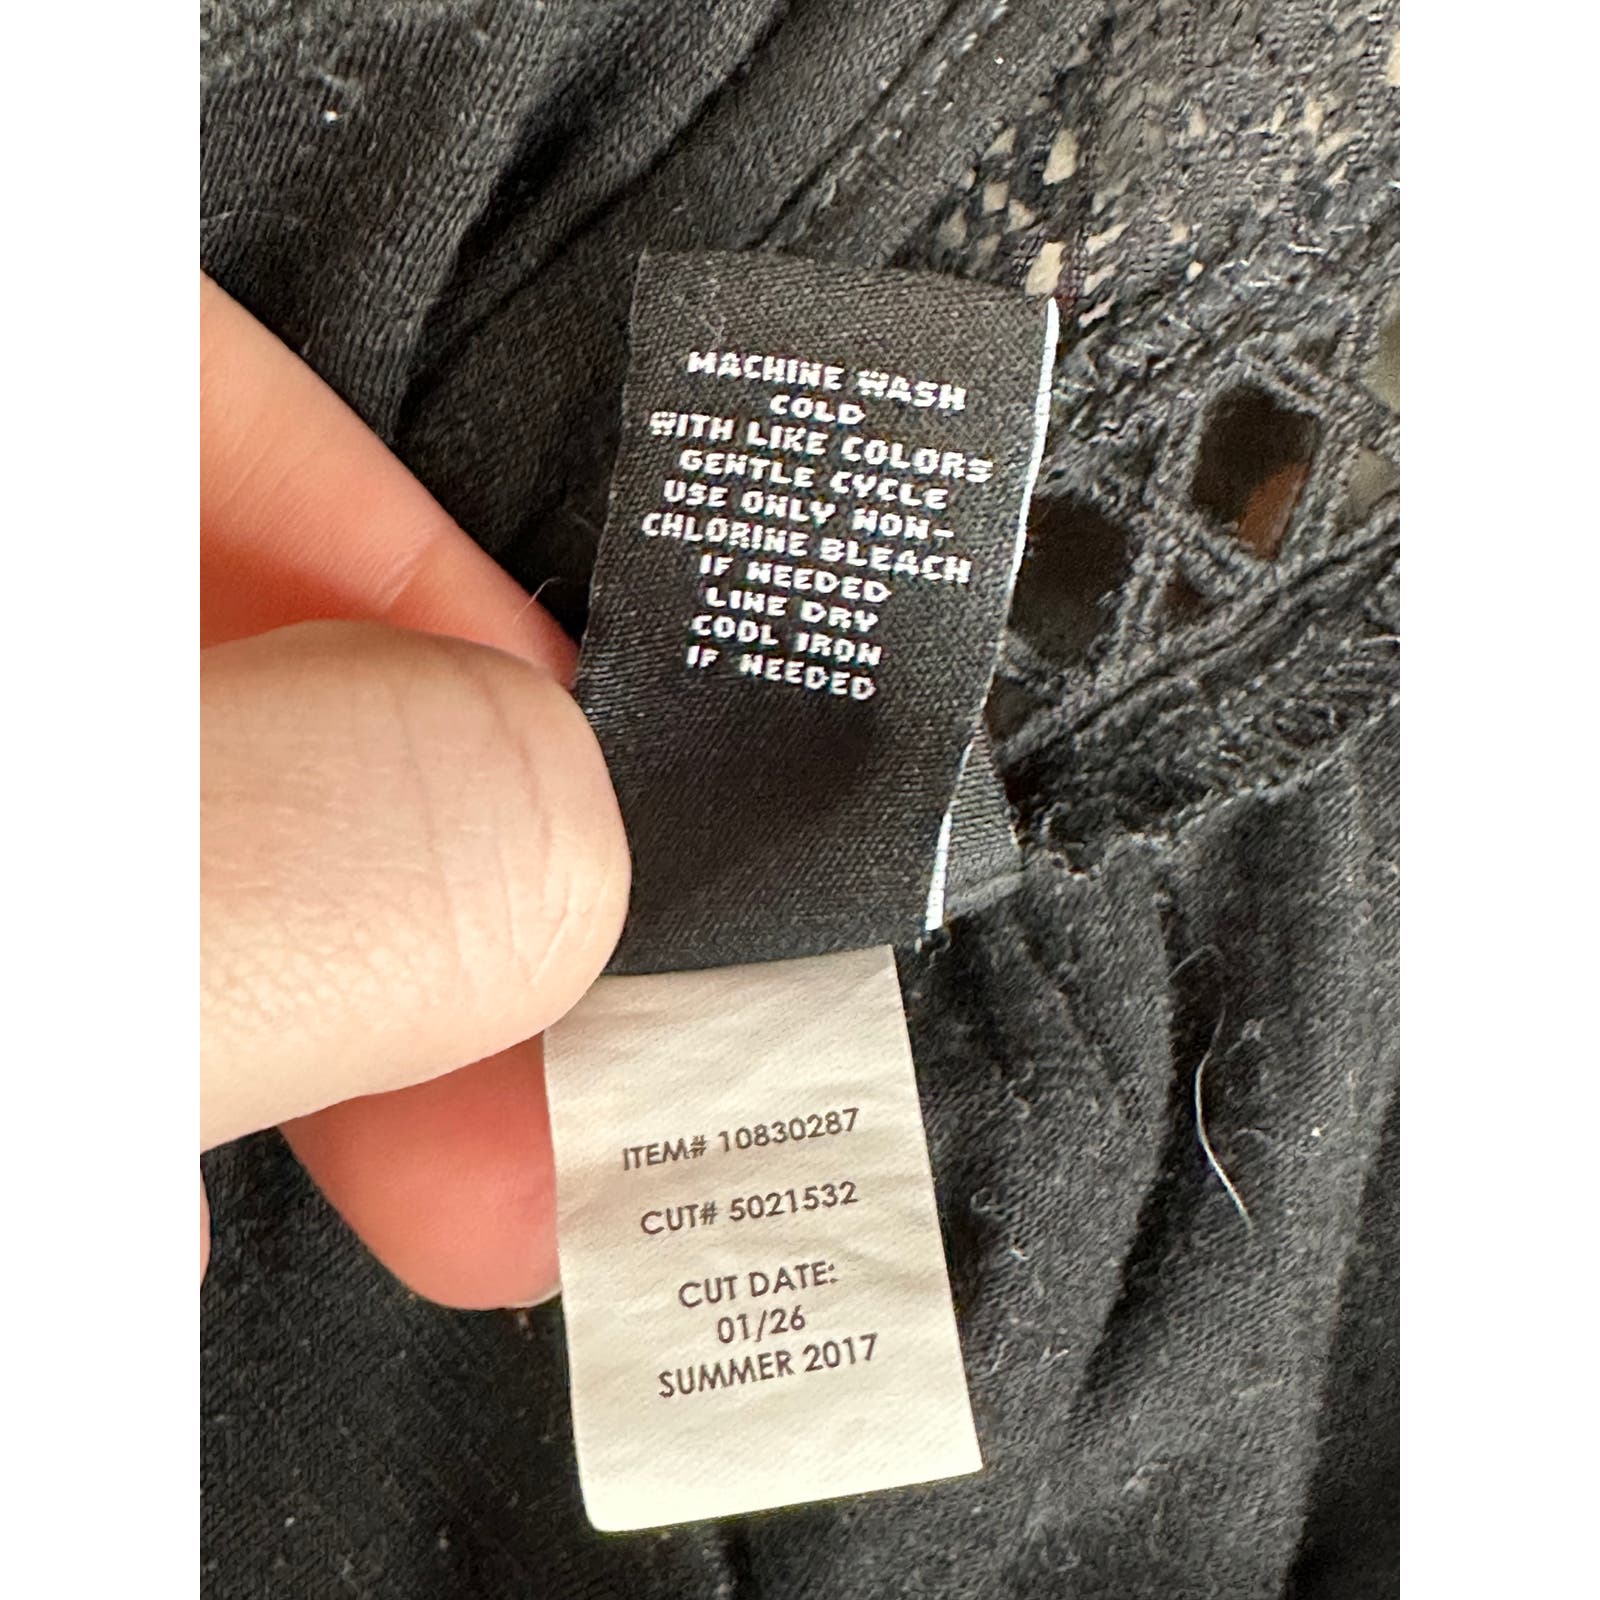 MACHINE WASH
COLD
WITH LIKE COLORS
GENTLE CYCLE
USE ONLY NON-
CHLORINE BLEACH
IF NEEDED
LINE DRY
COOL IRON
IF NEEDED
ITEM# 10830287
CUT# 5021532
CUT DATE:
01/26
SUMMER 2017